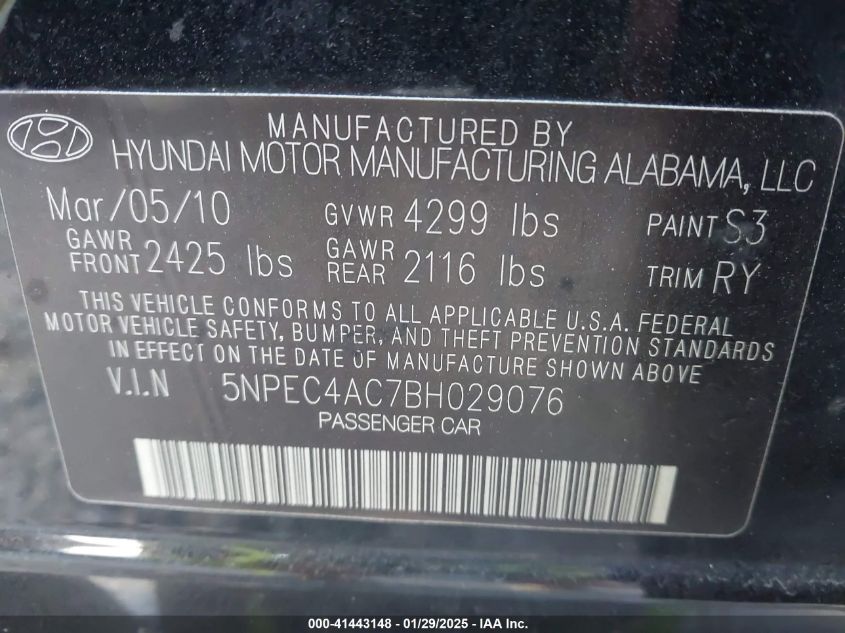 MANUFACTURED BY
HYUNDAI MOTOR MANUFACTURING ALABAMA, LLC
Mar/05/10 GVWR 4299 lbs PAINT S3
GAWR FRONT 2425 lbs GAWR REAR 2116 lbs TRIM RY
THIS VEHICLE CONFORMS TO ALL APPLICABLE U.S.A. FEDERAL
MOTOR VEHICLE SAFETY, BUMPER, AND THEFT PREVENTION STANDARDS
IN EFFECT ON THE DATE OF MANUFACTURE SHOWN ABOVE
V.I.N 5NPEC4AC7BH029076
PASSENGER CAR
000-41443148 - 01/29/2025 - IAA Inc.